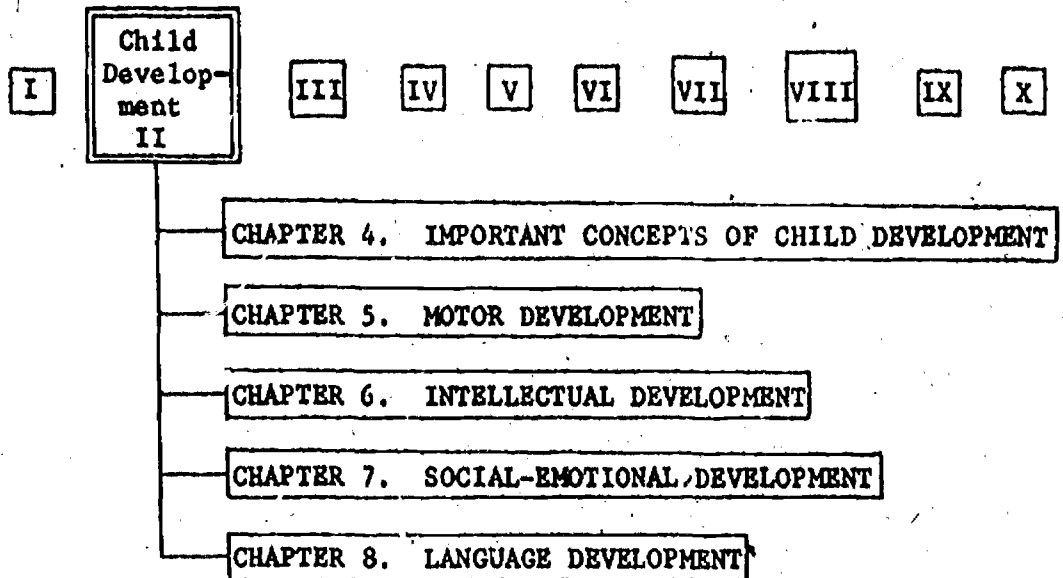 I
Child
Develop-
ment
II
III
IV
V
VI
VII
VIII
IX
X
CHAPTER 4. IMPORTANT CONCEPTS OF CHILD DEVELOPMENT
CHAPTER 5. MOTOR DEVELOPMENT
CHAPTER 6. INTELLECTUAL DEVELOPMENT
CHAPTER 7. SOCIAL-EMOTIONAL DEVELOPMENT
CHAPTER 8. LANGUAGE DEVELOPMENT